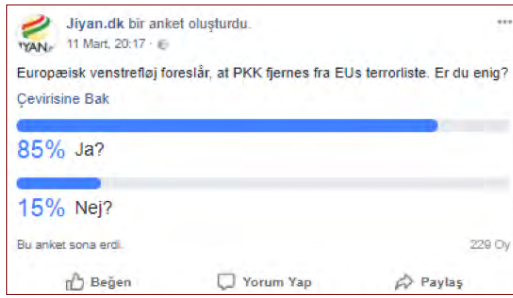 Jiyan.dk bir anket oluşturdu.
11 Mart, 20:17 ·
YAN
Europæisk venstrefløj foreslår, at PKK fjernes fra EUs terrorliste. Er du enig?
Çevirisine Bak
85% Ja?
15% Nej?
Bu anket sona erdi.
229 Oy
Beğen
Yorum Yap
Paylaş